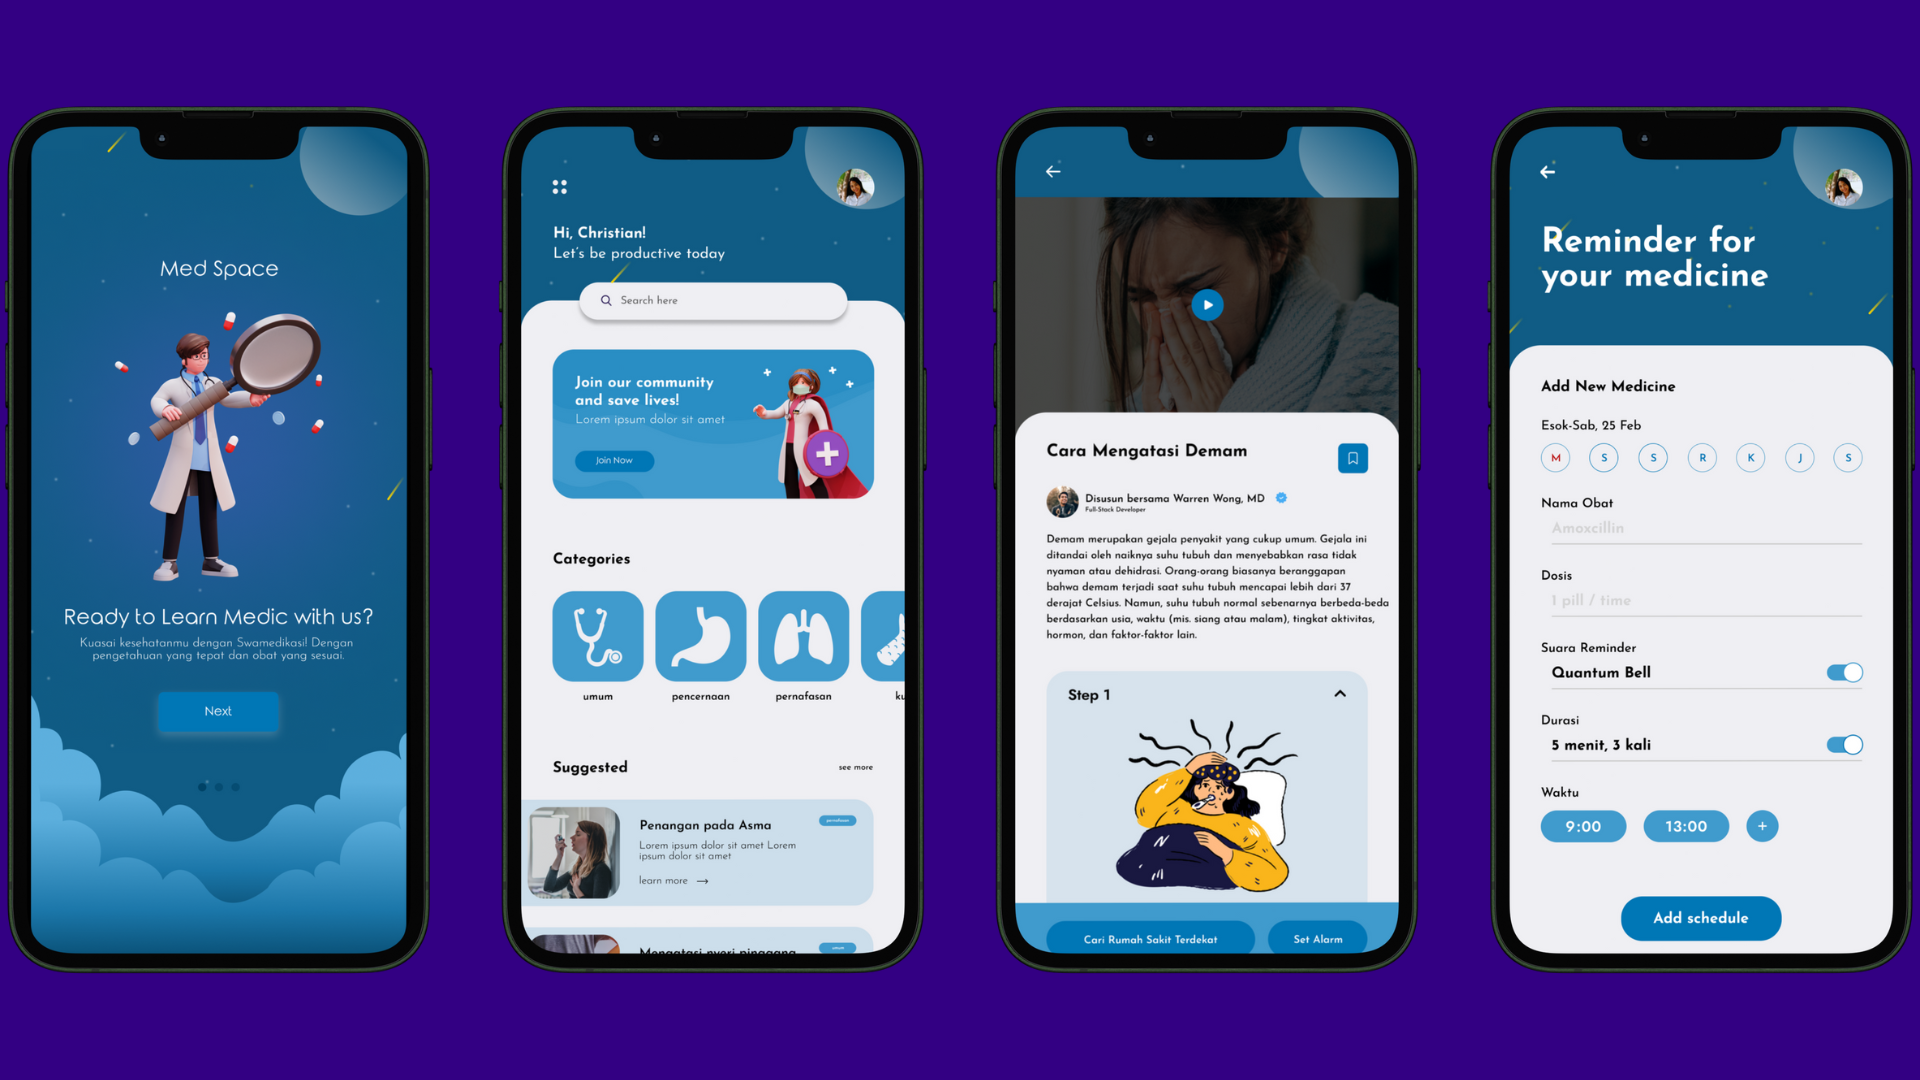 Med Space
Ready to Learn Medic with us?
Kuasai kesehatanmu dengan Swamedikasi! Dengan
pengetahuan yang tepat dan obat yang sesuai.
Next
Hi, Christian!
Let's be productive today
Search here
Join our community
and save lives!
Lorem ipsum dolor sit amet
Join Now
Categories
umum
pencernaan
pernafasan
ku
Suggested
see more
Penangan pada Asma
pernafasan
Lorem ipsum dolor sit amet Lorem
ipsum dolor sit amet
learn more →
Mengatasi nyeri pinggang
umum
Cara Mengatasi Demam
Disusun bersama Warren Wong, MD
Full-Stack Developer
Demam merupakan gejala penyakit yang cukup umum. Gejala ini
ditandai oleh naiknya suhu tubuh dan menyebabkan rasa tidak
nyaman atau dehidrasi. Orang-orang biasanya beranggapan
bahwa demam terjadi saat suhu tubuh mencapai lebih dari 37
derajat Celsius. Namun, suhu tubuh normal sebenarnya berbeda-beda
berdasarkan usia, waktu (mis. siang atau malam), tingkat aktivitas,
hormon, dan faktor-faktor lain.
Step 1
Cari Rumah Sakit Terdekat
Set Alarm
Reminder for
your medicine
Add New Medicine
Esok-Sab, 25 Feb
M S S R K J S
Nama Obat
Amoxcillin
Dosis
1 pill / time
Suara Reminder
Quantum Bell
Durasi
5 menit, 3 kali
Waktu
9:00 13:00 +
Add schedule